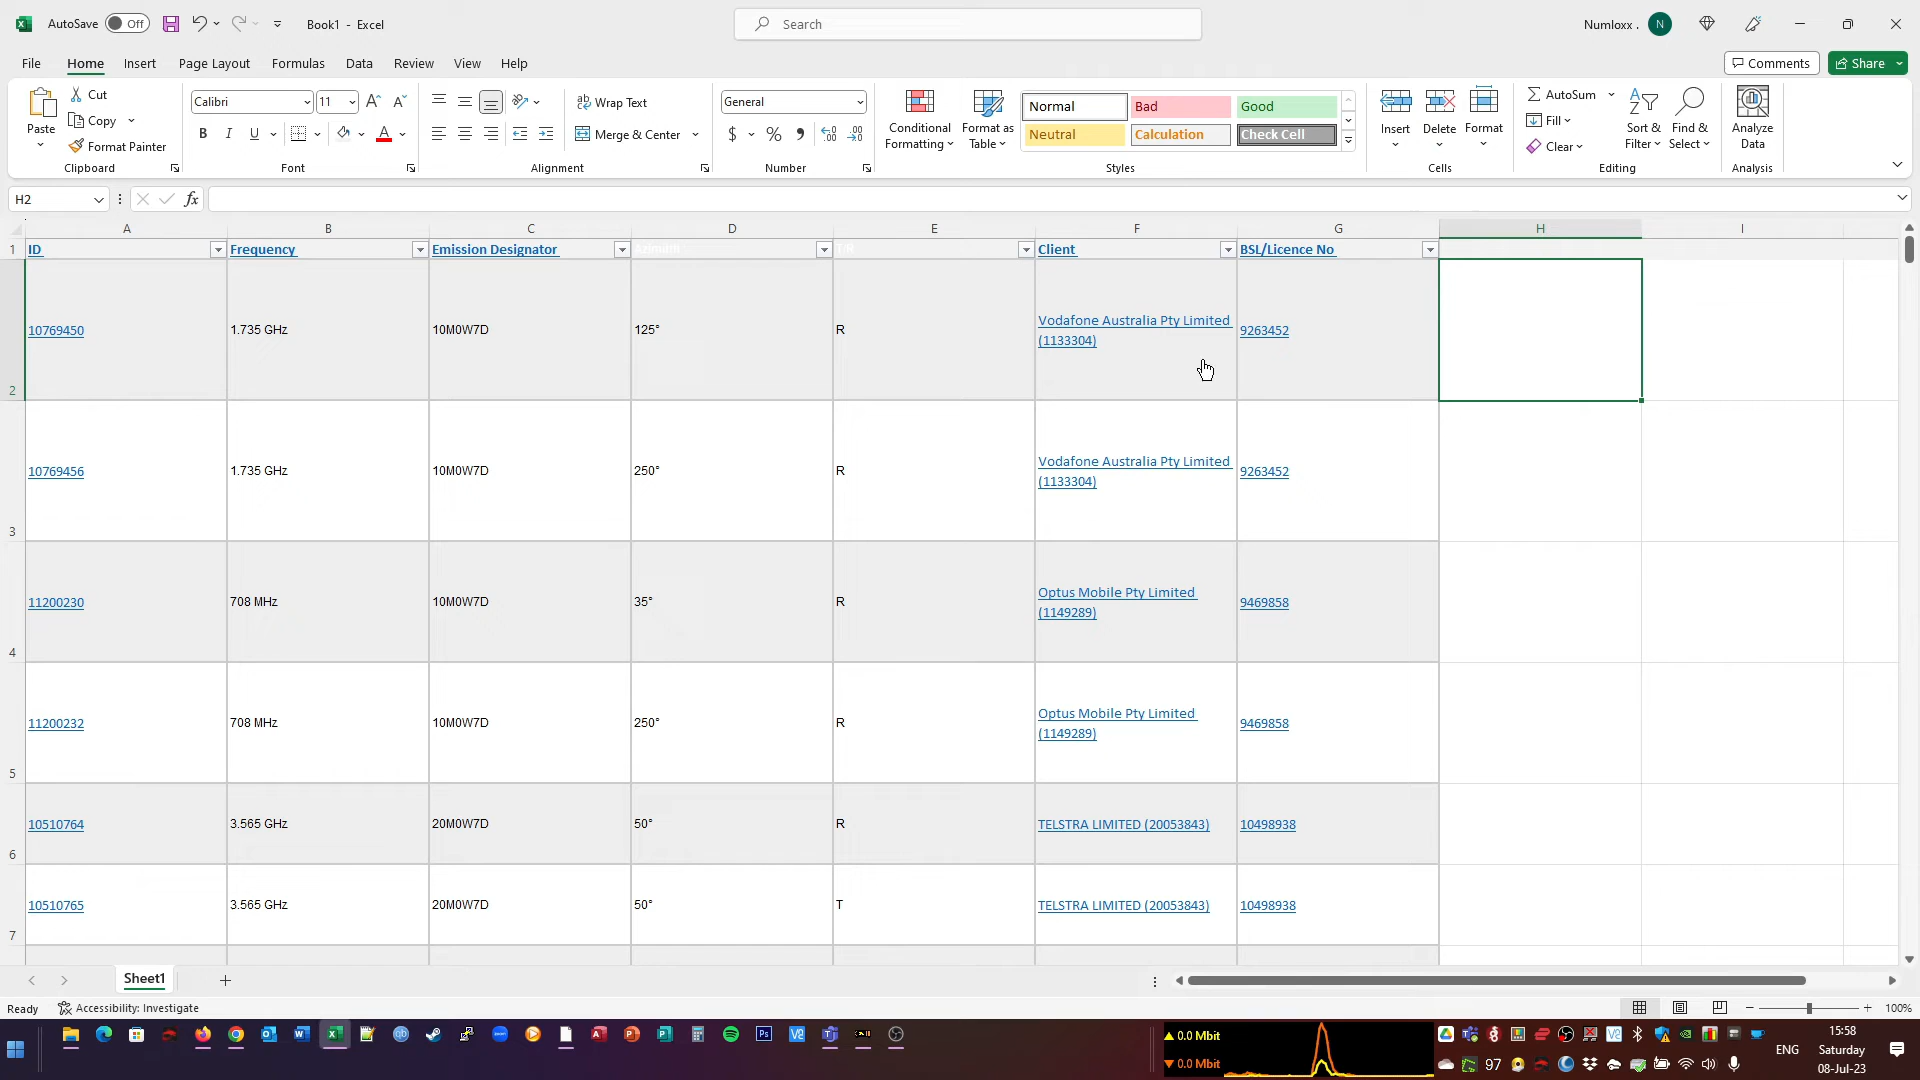 AutoSave Off Book1 - Excel Search Numloxx . N
File Home Insert Page Layout Formulas Data Review View Help Comments Share
Paste Cut Copy Format Painter Clipboard
Calibri 11 B I U Font
Wrap Text Merge & Center Alignment
General $ % Number
Conditional Formatting Format as Table
Normal Bad Good
Neutral Calculation Check Cell
Styles
Insert Delete Format Cells
AutoSum Fill Clear Sort & Filter Find & Select Editing
Analyze Data Analysis
H2 fx
A B C D E F G H I
1 ID Frequency Emission Designator Azimuth T/R Client BSL/Licence No
2 10769450 1.735 GHz 10M0W7D 125° R Vodafone Australia Pty Limited (1133304) 9263452
3 10769456 1.735 GHz 10M0W7D 250° R Vodafone Australia Pty Limited (1133304) 9263452
4 11200230 708 MHz 10M0W7D 35° R Optus Mobile Pty Limited (1149289) 9469858
5 11200232 708 MHz 10M0W7D 250° R Optus Mobile Pty Limited (1149289) 9469858
6 10510764 3.565 GHz 20M0W7D 50° R TELSTRA LIMITED (20053843) 10498938
7 10510765 3.565 GHz 20M0W7D 50° T TELSTRA LIMITED (20053843) 10498938
Sheet1
Ready Accessibility: Investigate 100%
0.0 Mbit
0.0 Mbit
97
ENG
15:58
Saturday
08-Jul-23